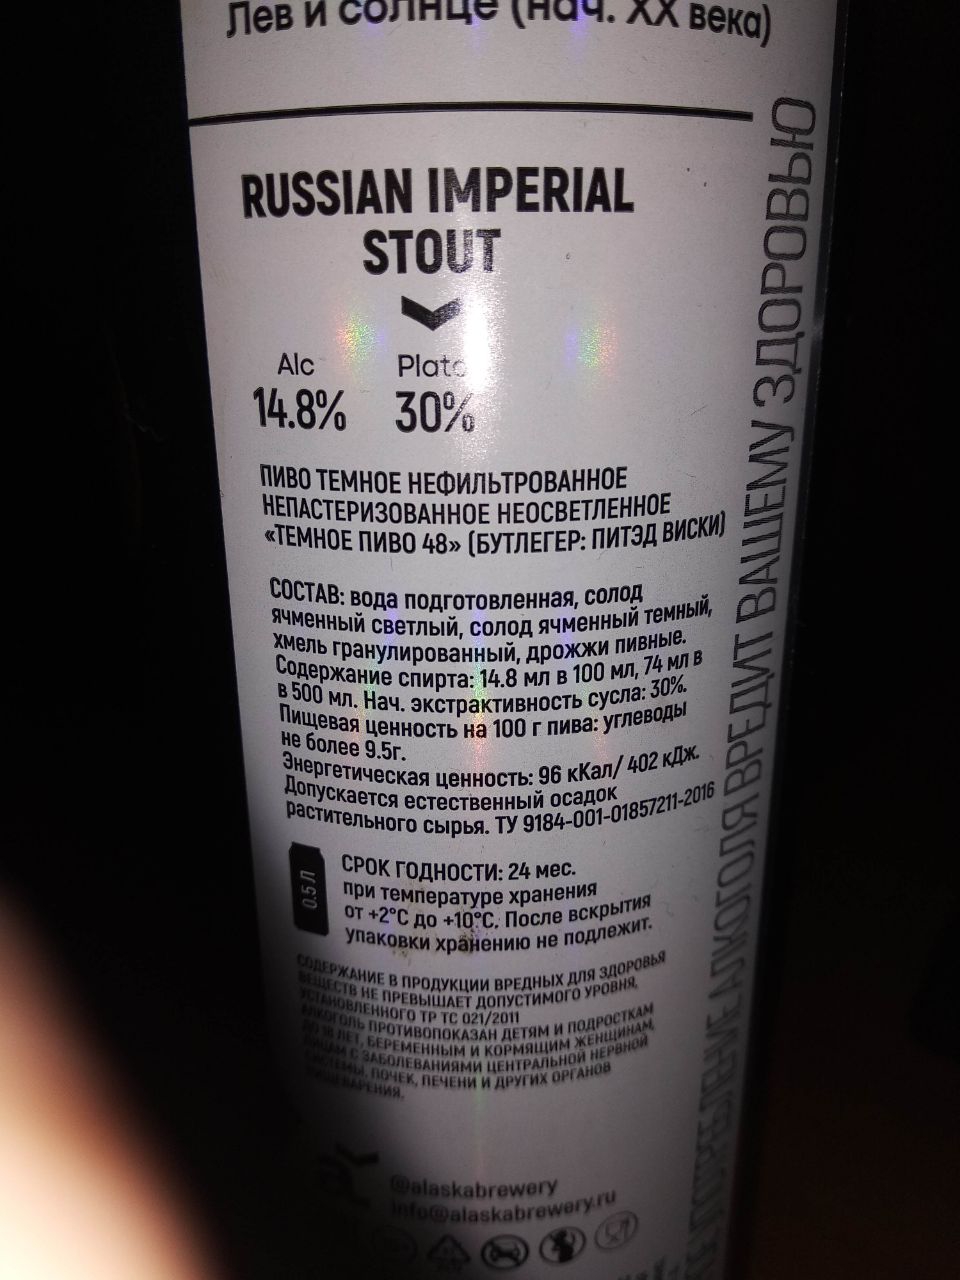 Лев и солнце (нач. XX века)
RUSSIAN IMPERIAL
STOUT
Alc Plato
14.8% 30%
ПИВО ТЕМНОЕ НЕФИЛЬТРОВАННОЕ
НЕПАСТЕРИЗОВАННОЕ НЕОСВЕТЛЕННОЕ
«ТЕМНОЕ ПИВО 48» (БУТЛЕГЕР: ПИТЭД ВИСКИ)
СОСТАВ: вода подготовленная, солод
ячменный светлый, солод ячменный темный,
хмель гранулированный, дрожжи пивные.
Содержание спирта: 14.8 мл в 100 мл, 74 мл в
в 500 мл. Нач. экстрактивность сусла: 30%.
Пищевая ценность на 100 г пива: углеводы
не более 9.5г.
Энергетическая ценность: 96 кКал/ 402 кДж.
Допускается естественный осадок
растительного сырья. ТУ 9184-001-01857211-2016
0.5 Л
СРОК ГОДНОСТИ: 24 мес.
при температуре хранения
от +2°С до +10°С. После вскрытия
упаковки хранению не подлежит.
СОДЕРЖАНИЕ В ПРОДУКЦИИ ВРЕДНЫХ ДЛЯ ЗДОРОВЬЯ
ВЕЩЕСТВ НЕ ПРЕВЫШАЕТ ДОПУСТИМОГО УРОВНЯ,
УСТАНОВЛЕННОГО ТР ТС 021/2011
АЛКОГОЛЬ ПРОТИВОПОКАЗАН ДЕТЯМ И ПОДРОСТКАМ
ДО 18 ЛЕТ, БЕРЕМЕННЫМ И КОРМЯЩИМ ЖЕНЩИНАМ,
ЛИЦАМ С ЗАБОЛЕВАНИЯМИ ЦЕНТРАЛЬНОЙ НЕРВНОЙ
СИСТЕМЫ, ПОЧЕК, ПЕЧЕНИ И ДРУГИХ ОРГАНОВ
ПИЩЕВАРЕНИЯ.
@alaskabrewery
info@alaskabrewery.ru
УПОТРЕБЛЕНИЕ АЛКОГОЛЯ ВРЕДИТ ВАШЕМУ ЗДОРОВЬЮ